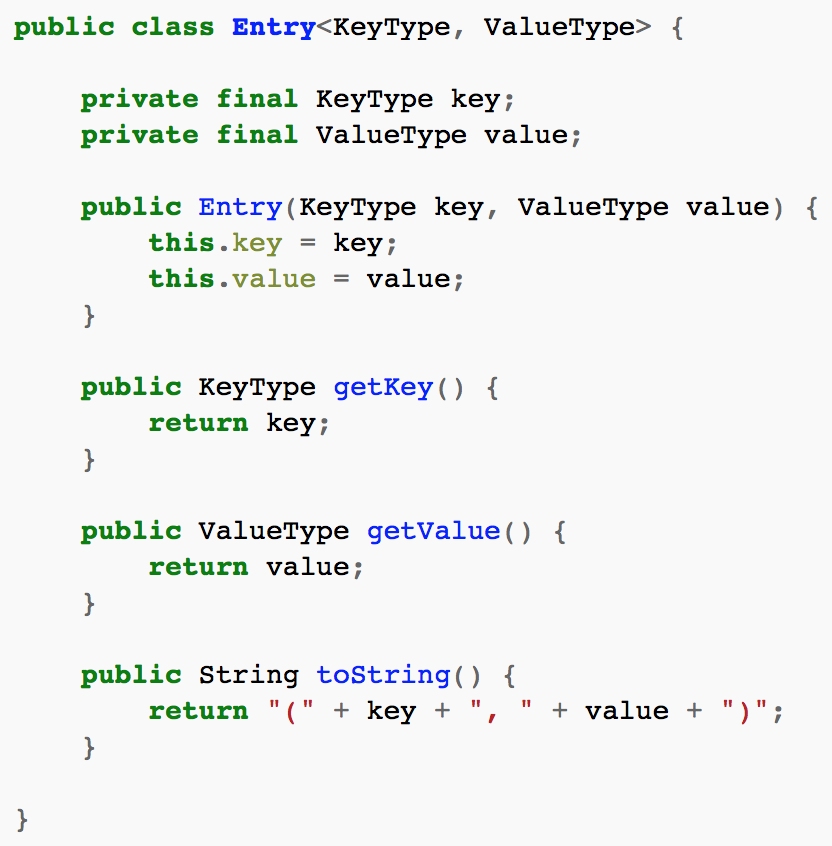 public class Entry<KeyType, ValueType> {
    private final KeyType key;
    private final ValueType value;
    public Entry(KeyType key, ValueType value) {
        this.key = key;
        this.value = value;
    }
    public KeyType getKey() {
        return key;
    }
    public ValueType getValue() {
        return value;
    }
    public String toString() {
        return "(" + key + ", " + value + ")";
    }
}